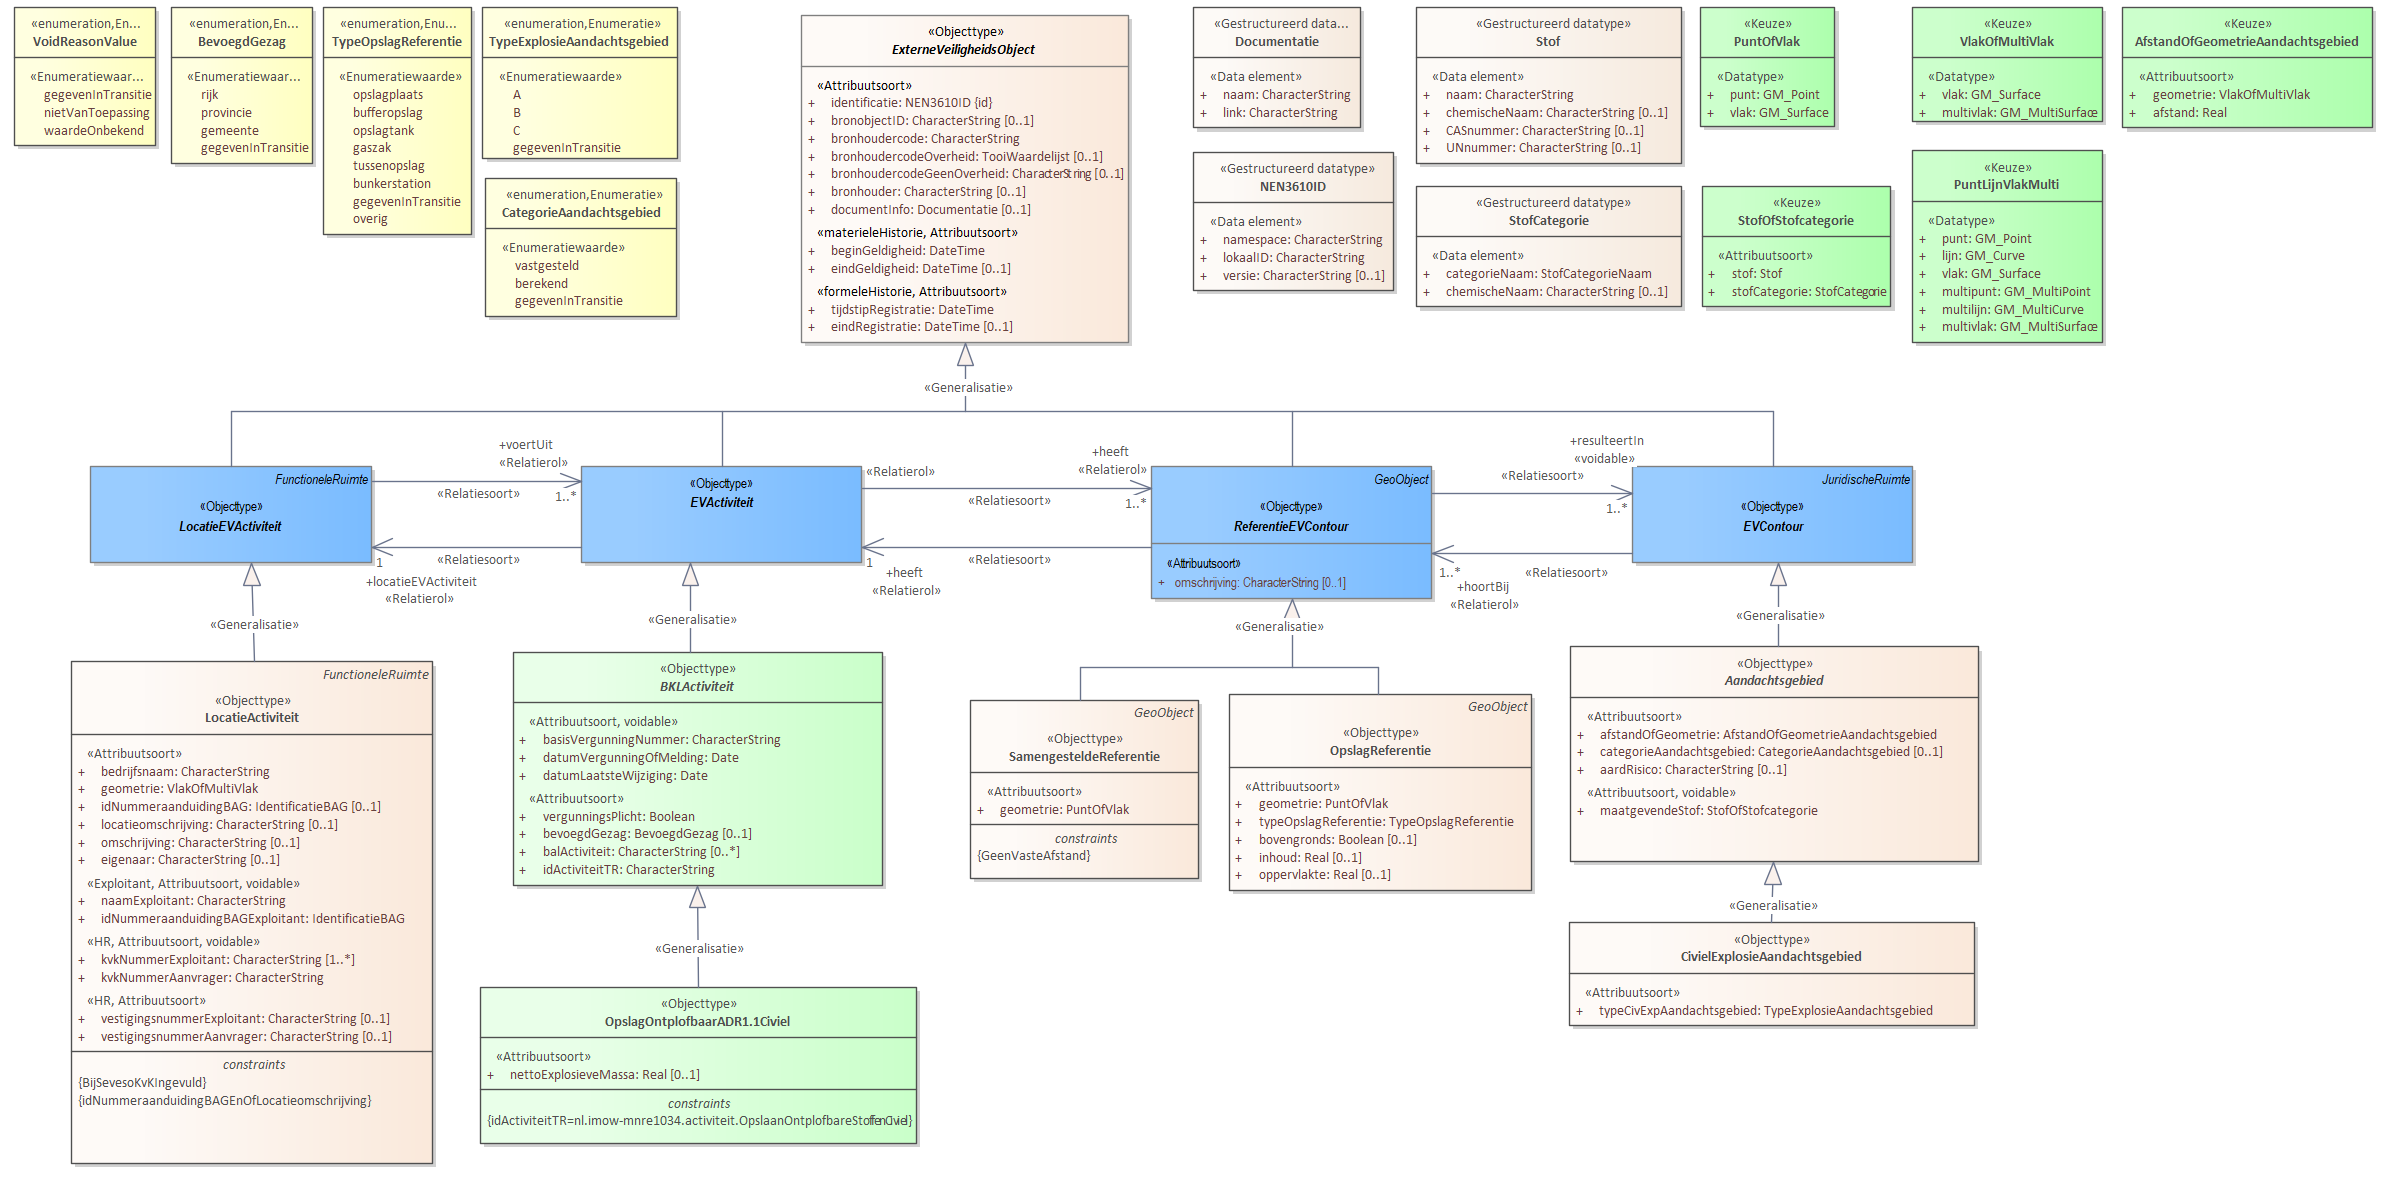 «enumeration,En...
VoidReasonValue
«Enumeratiewaar...
gegevenInTransitie
nietVanToepassing
waardeOnbekend
«enumeration,En...
BevoegdGezag
«Enumeratiewaar...
rijk
provincie
gemeente
gegevenInTransitie
«enumeration,Enu...
TypeOpslagReferentie
«Enumeratiewaarde»
opslagplaats
bufferopslag
opslagtank
gaszak
tussenopslag
bunkerstation
gegevenInTransitie
overig
«enumeration,Enumeratie»
TypeExplosieAandachtsgebied
«Enumeratiewaarde»
A
B
C
gegevenInTransitie
«enumeration,Enumeratie»
CategorieAandachtsgebied
«Enumeratiewaarde»
vastgesteld
berekend
gegevenInTransitie
«Objecttype»
ExterneVeiligheidsObject
«Attribuutsoort»
+ identificatie: NEN3610ID {id}
+ bronobjectID: CharacterString [0..1]
+ bronhoudercode: CharacterString
+ bronhoudercodeOverheid: TooiWaardelijst [0..1]
+ bronhoudercodeGeenOverheid: CharacterString [0..1]
+ bronhouder: CharacterString [0..1]
+ documentInfo: Documentatie [0..1]
«materieleHistorie, Attribuutsoort»
+ beginGeldigheid: DateTime
+ eindGeldigheid: DateTime [0..1]
«formeleHistorie, Attribuutsoort»
+ tijdstipRegistratie: DateTime
+ eindRegistratie: DateTime [0..1]
«Gestructureerd data...
Documentatie
«Data element»
+ naam: CharacterString
+ link: CharacterString
«Gestructureerd datatype»
NEN3610ID
«Data element»
+ namespace: CharacterString
+ lokaalID: CharacterString
+ versie: CharacterString [0..1]
«Gestructureerd datatype»
Stof
«Data element»
+ naam: CharacterString
+ chemischeNaam: CharacterString [0..1]
+ CASnummer: CharacterString [0..1]
+ UNnummer: CharacterString [0..1]
«Gestructureerd datatype»
StofCategorie
«Data element»
+ categorieNaam: StofCategorieNaam
+ chemischeNaam: CharacterString [0..1]
«Keuze»
PuntOfVlak
«Datatype»
+ punt: GM_Point
+ vlak: GM_Surface
«Keuze»
StofOfStofcategorie
«Attribuutsoort»
+ stof: Stof
+ stofCategorie: StofCategorie
«Keuze»
VlakOfMultiVlak
«Datatype»
+ vlak: GM_Surface
+ multivlak: GM_MultiSurface
«Keuze»
PuntLijnVlakMulti
«Datatype»
+ punt: GM_Point
+ lijn: GM_Curve
+ vlak: GM_Surface
+ multipunt: GM_MultiPoint
+ multilijn: GM_MultiCurve
+ multivlak: GM_MultiSurface
«Keuze»
AfstandOfGeometrieAandachtsgebied
«Attribuutsoort»
+ geometrie: VlakOfMultiVlak
+ afstand: Real
«Generalisatie»
FunctioneleRuimte
«Objecttype»
LocatieEVActiviteit
+voertUit
«Relatierol»
«Relatiesoort»
1..*
«Relatiesoort»
1
+locatieEVActiviteit
«Relatierol»
«Objecttype»
EVActiviteit
«Relatierol»
+heeft
«Relatierol»
«Relatiesoort»
1..*
«Relatiesoort»
1
+heeft
«Relatierol»
GeoObject
«Objecttype»
ReferentieEVContour
«Attribuutsoort»
+ omschrijving: CharacterString [0..1]
+resulteertIn
«voidable»
«Relatiesoort»
1..*
«Relatiesoort»
1..*
+hoortBij
«Relatierol»
JuridischeRuimte
«Objecttype»
EVContour
«Generalisatie»
«Generalisatie»
«Generalisatie»
«Generalisatie»
FunctioneleRuimte
«Objecttype»
LocatieActiviteit
«Attribuutsoort»
+ bedrijfsnaam: CharacterString
+ geometrie: VlakOfMultiVlak
+ idNummeraanduidingBAG: IdentificatieBAG [0..1]
+ locatieomschrijving: CharacterString [0..1]
+ omschrijving: CharacterString [0..1]
+ eigenaar: CharacterString [0..1]
«Exploitant, Attribuutsoort, voidable»
+ naamExploitant: CharacterString
+ idNummeraanduidingBAGExploitant: IdentificatieBAG
«HR, Attribuutsoort, voidable»
+ kvkNummerExploitant: CharacterString [1..*]
+ kvkNummerAanvrager: CharacterString
«HR, Attribuutsoort»
+ vestigingsnummerExploitant: CharacterString [0..1]
+ vestigingsnummerAanvrager: CharacterString [0..1]
constraints
{BijSevesoKvKIngevuld}
{idNummeraanduidingBAGEnOfLocatieomschrijving}
«Objecttype»
BKLActiviteit
«Attribuutsoort, voidable»
+ basisVergunningNummer: CharacterString
+ datumVergunningOfMelding: Date
+ datumLaatsteWijziging: Date
«Attribuutsoort»
+ vergunningsPlicht: Boolean
+ bevoegdGezag: BevoegdGezag [0..1]
+ balActiviteit: CharacterString [0..*]
+ idActiviteitTR: CharacterString
«Generalisatie»
«Objecttype»
OpslagOntplofbaarADR1.1Civiel
«Attribuutsoort»
+ nettoExplosieveMassa: Real [0..1]
constraints
{idActiviteitTR=nl.imow-mnre1034.activiteit.OpslaanOntplofbareStoffenCiviel}
GeoObject
«Objecttype»
SamengesteldeReferentie
«Attribuutsoort»
+ geometrie: PuntOfVlak
constraints
{GeenVasteAfstand}
GeoObject
«Objecttype»
OpslagReferentie
«Attribuutsoort»
+ geometrie: PuntOfVlak
+ typeOpslagReferentie: TypeOpslagReferentie
+ bovengronds: Boolean [0..1]
+ inhoud: Real [0..1]
+ oppervlakte: Real [0..1]
«Objecttype»
Aandachtsgebied
«Attribuutsoort»
+ afstandOfGeometrie: AfstandOfGeometrieAandachtsgebied
+ categorieAandachtsgebied: CategorieAandachtsgebied [0..1]
+ aardRisico: CharacterString [0..1]
«Attribuutsoort, voidable»
+ maatgevendeStof: StofOfStofcategorie
«Generalisatie»
«Objecttype»
CivielExplosieAandachtsgebied
«Attribuutsoort»
+ typeCivExpAandachtsgebied: TypeExplosieAandachtsgebied